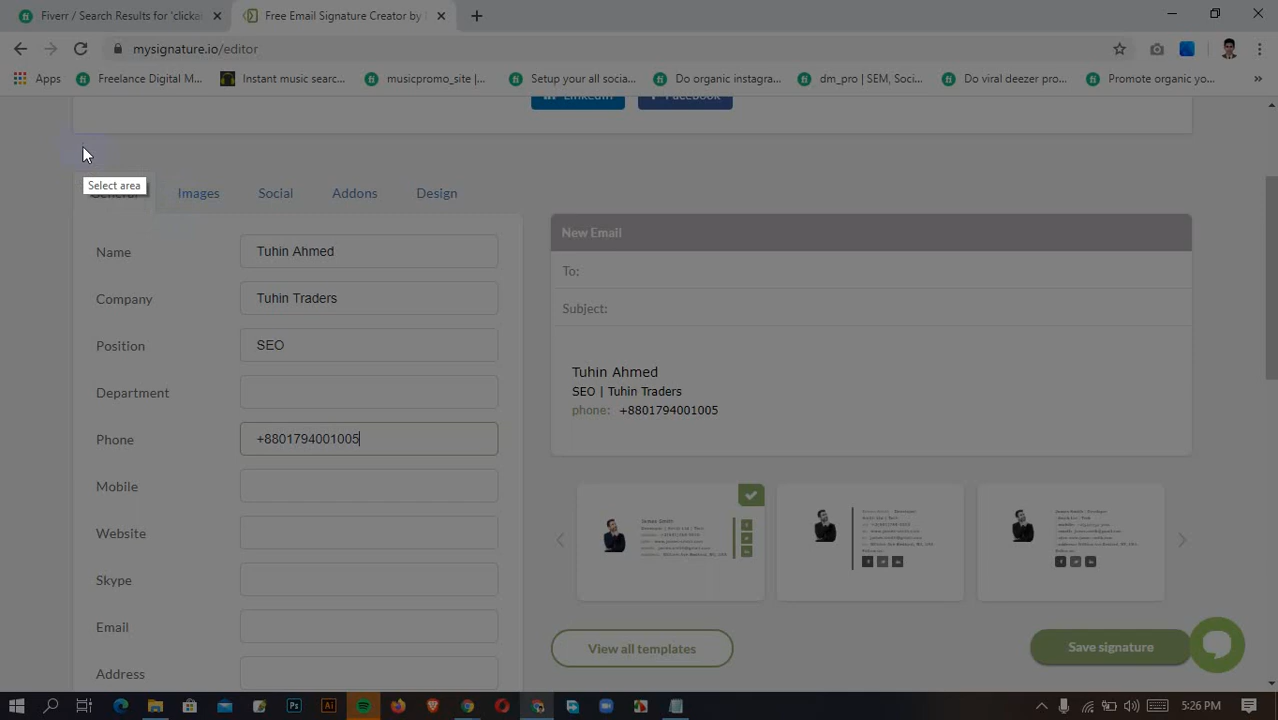 Fiverr / Search Results for 'clicka
Free Email Signature Creator by
mysignature.io/editor
Apps
Freelance Digital M...
Instant music searc...
musicpromo_site |...
Setup your all socia...
Do organic instagra...
dm_pro | SEM, Soci...
Do viral deezer pro...
Promote organic yo...
LinkedIn
Facebook
Select area
General
Images
Social
Addons
Design
Name
Tuhin Ahmed
Company
Tuhin Traders
Position
SEO
Department
Phone
+8801794001005
Mobile
Website
Skype
Email
Address
New Email
To:
Subject:
Tuhin Ahmed
SEO | Tuhin Traders
phone: +8801794001005
View all templates
Save signature
5:26 PM